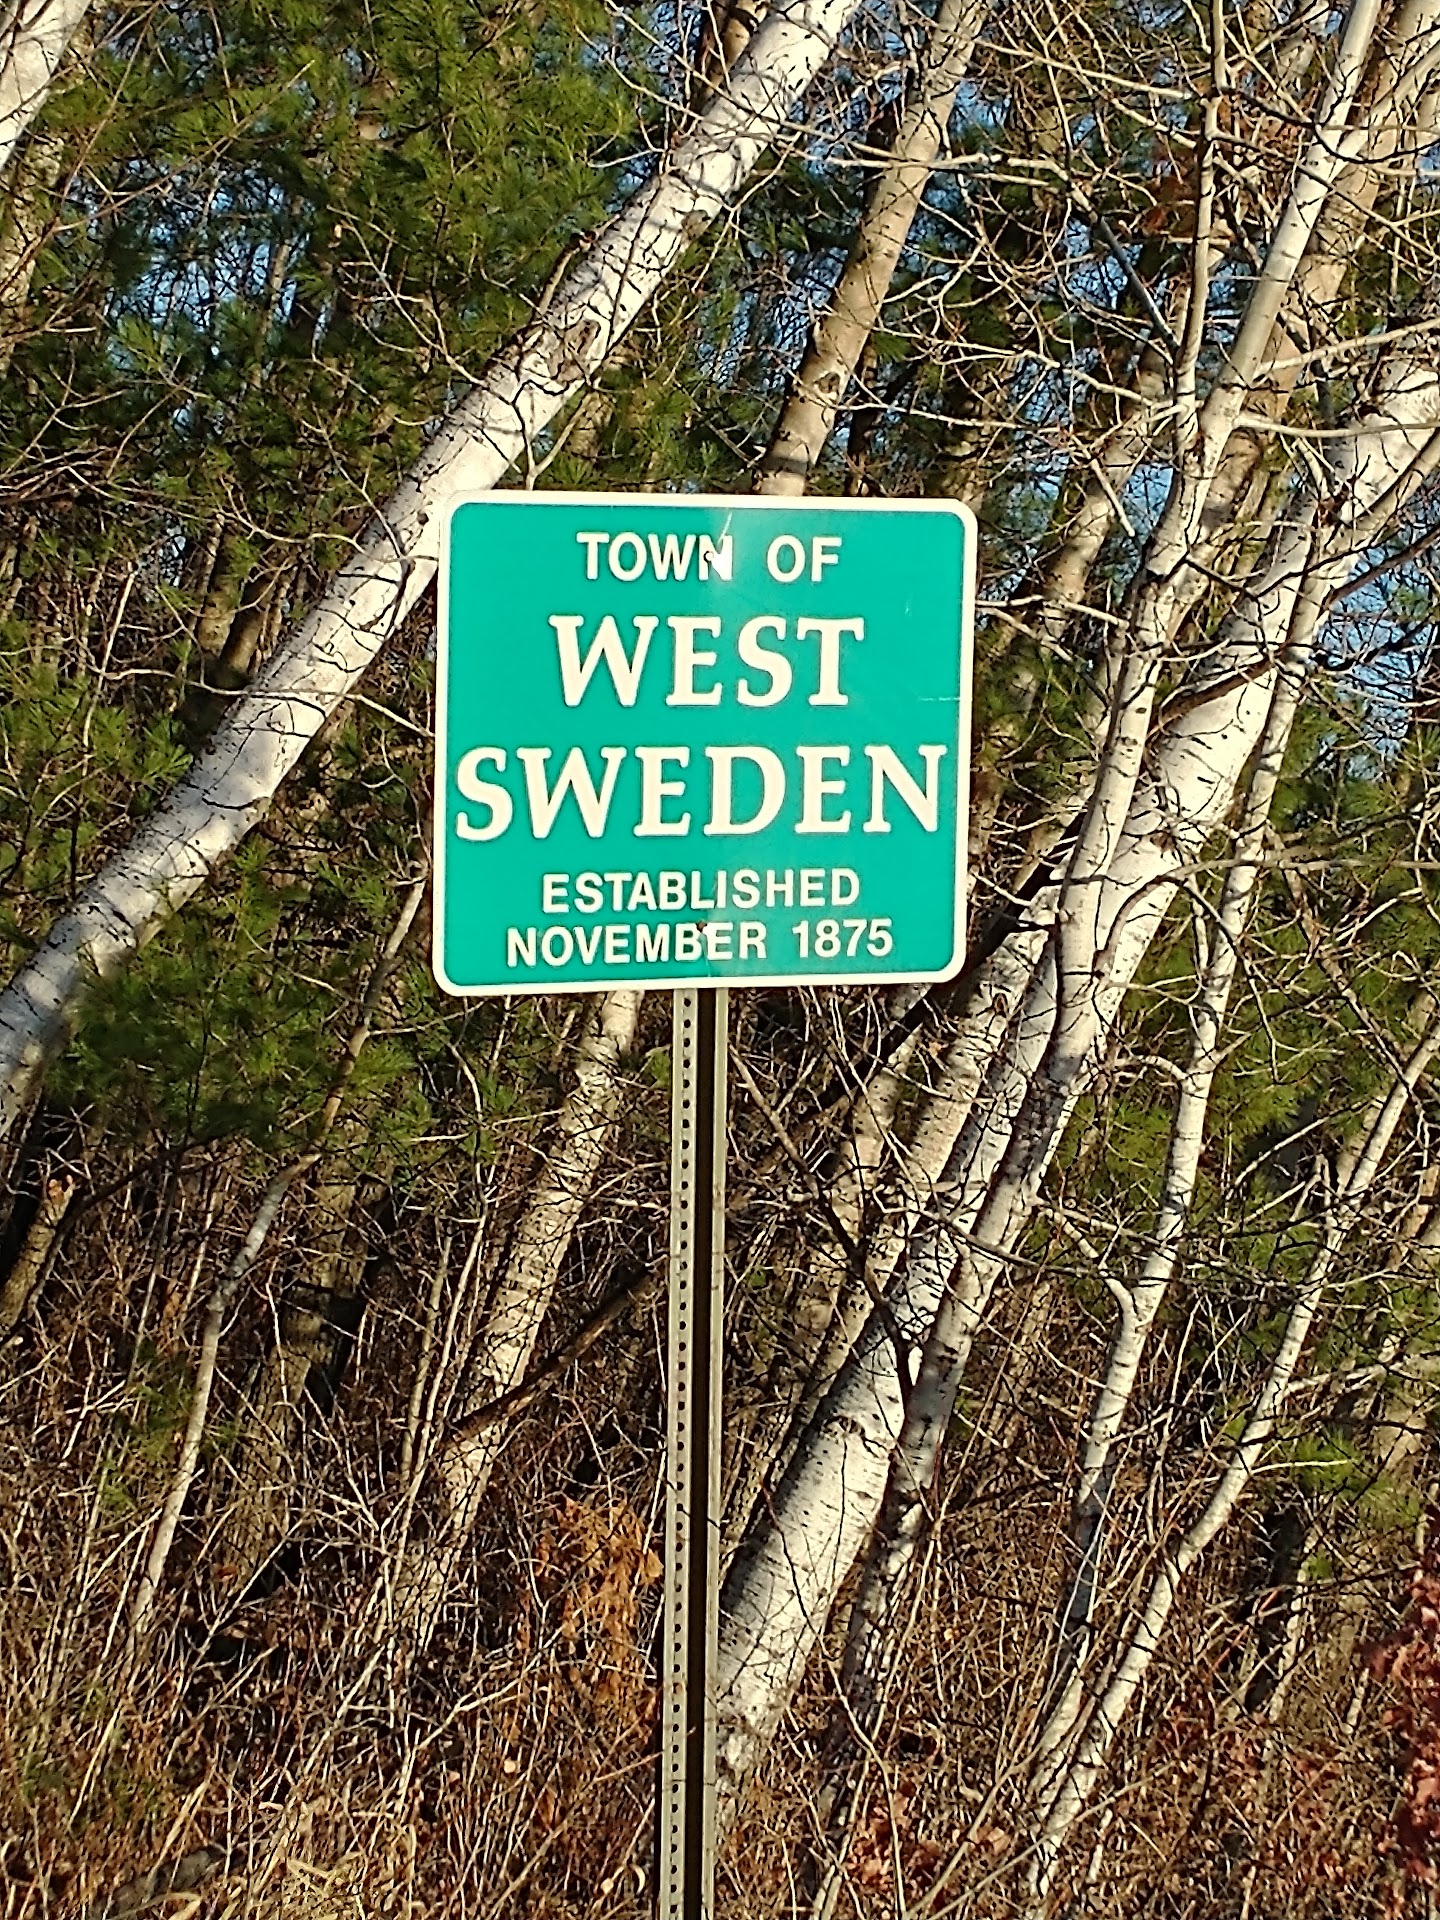 TOWN OF
WEST
SWEDEN
ESTABLISHED
NOVEMBER 1875